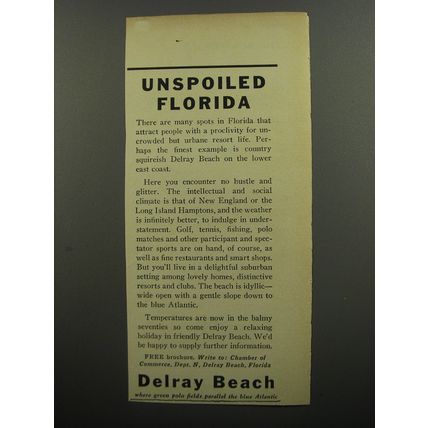 UNSPOILED
FLORIDA
There are many spots in Florida that
attract people with a proclivity for un-
crowded but urbane resort life. Per-
haps the finest example is country
squireish Delray Beach on the lower
east coast.
Here you encounter no hustle and
glitter. The intellectual and social
climate is that of New England or the
Long Island Hamptons, and the weather
is infinitely better, to indulge in under-
statement. Golf, tennis, fishing, polo
matches and other participant and spec-
tator sports are on hand, of course, as
well as fine restaurants and smart shops.
But you'll live in a delightful suburban
setting among lovely homes, distinctive
resorts and clubs. The beach is idyllic—
wide open with a gentle slope down to
the blue Atlantic.
Temperatures are now in the balmy
seventies so come enjoy a relaxing
holiday in friendly Delray Beach. We'd
be happy to supply further information.
FREE brochure. Write to: Chamber of
Commerce, Dept. N, Delray Beach, Florida
Delray Beach
where green polo fields parallel the blue Atlantic